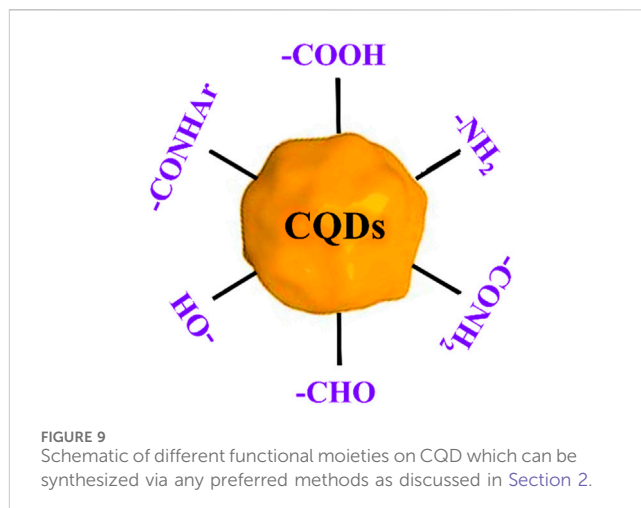 -COOH
-CONHAr
-NH₂
CQDs
-OH
-CONH₂
-CHO
FIGURE 9
Schematic of different functional moieties on CQD which can be
synthesized via any preferred methods as discussed in Section 2.